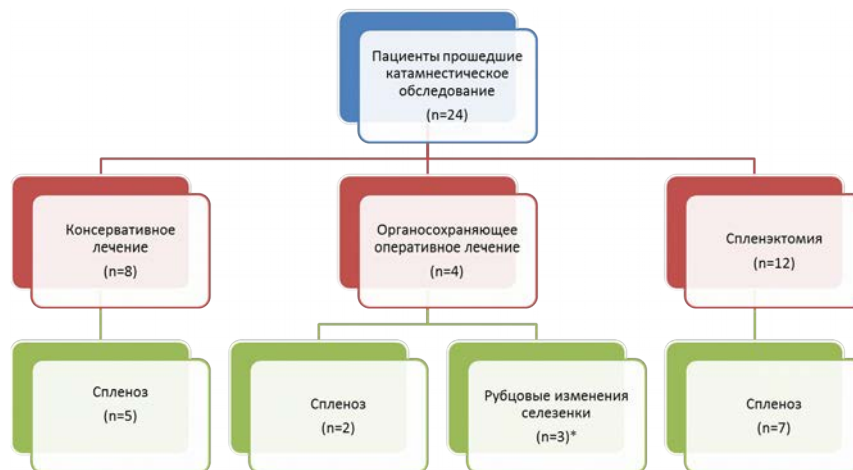 Пациенты прошедшие
катамнестическое
обследование
(n=24)
Консервативное
лечение
(n=8)
Органосохраняющее
оперативное лечение
(n=4)
Спленэктомия
(n=12)
Спленоз
(n=5)
Спленоз
(n=2)
Рубцовые изменения
селезенки
(n=3)*
Спленоз
(n=7)